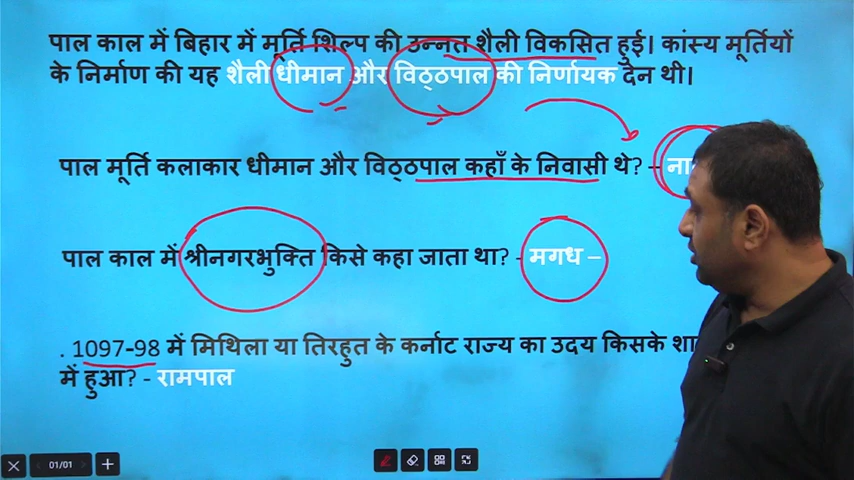 पाल काल में बिहार में मूर्ति शिल्प की उन्नत शैली विकसित हुई। कांस्य मूर्तियों
के निर्माण की यह शैली धीमान और विठ्ठपाल की निर्णायक देन थी।
पाल मूर्ति कलाकार धीमान और विठ्ठपाल कहाँ के निवासी थे? –
पाल काल में श्रीनगरभुक्ति किसे कहा जाता था? - मगध –
. 1097-98 में मिथिला या तिरहुत के कर्नाट राज्य का उदय किसके
में हुआ? - रामपाल
01/01